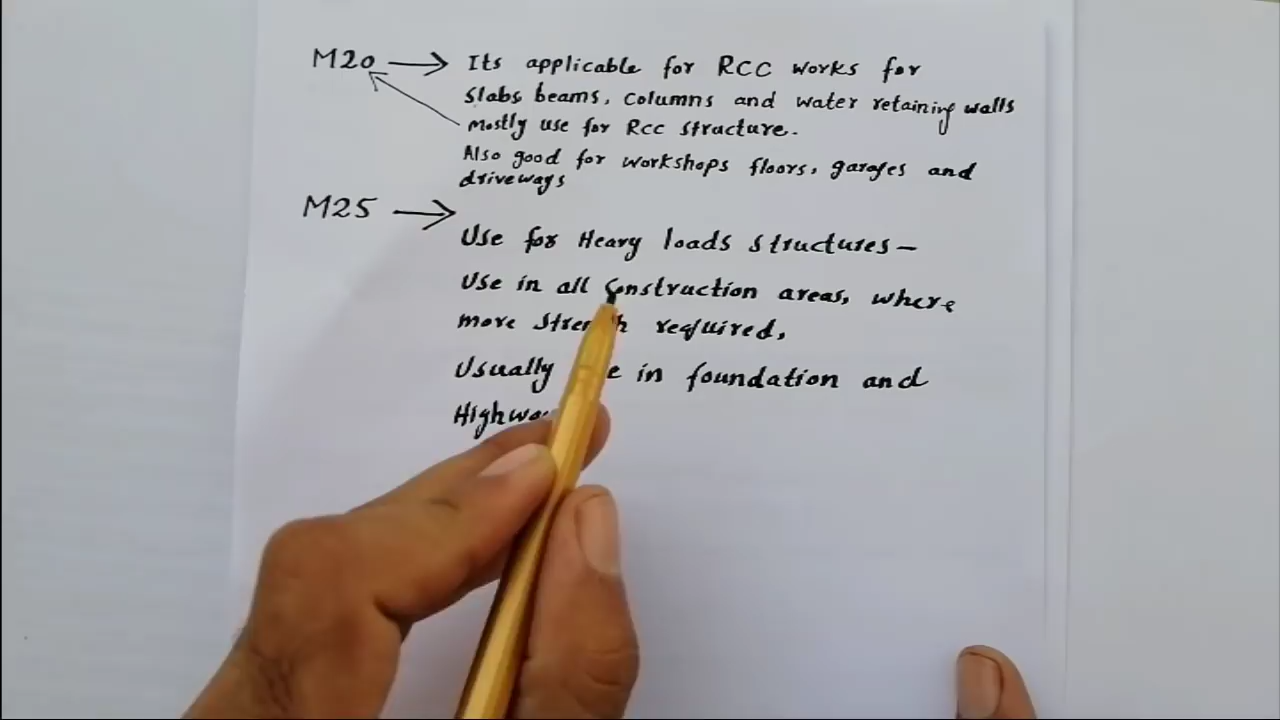 M20 → Its applicable for RCC works for
slabs beams, columns and water retaining walls
mostly use for Rcc structure.
Also good for workshops floors, garages and
driveways
M25 →
Use for Heavy loads structures –
Use in all construction areas, where
more required,
Usually in foundation and